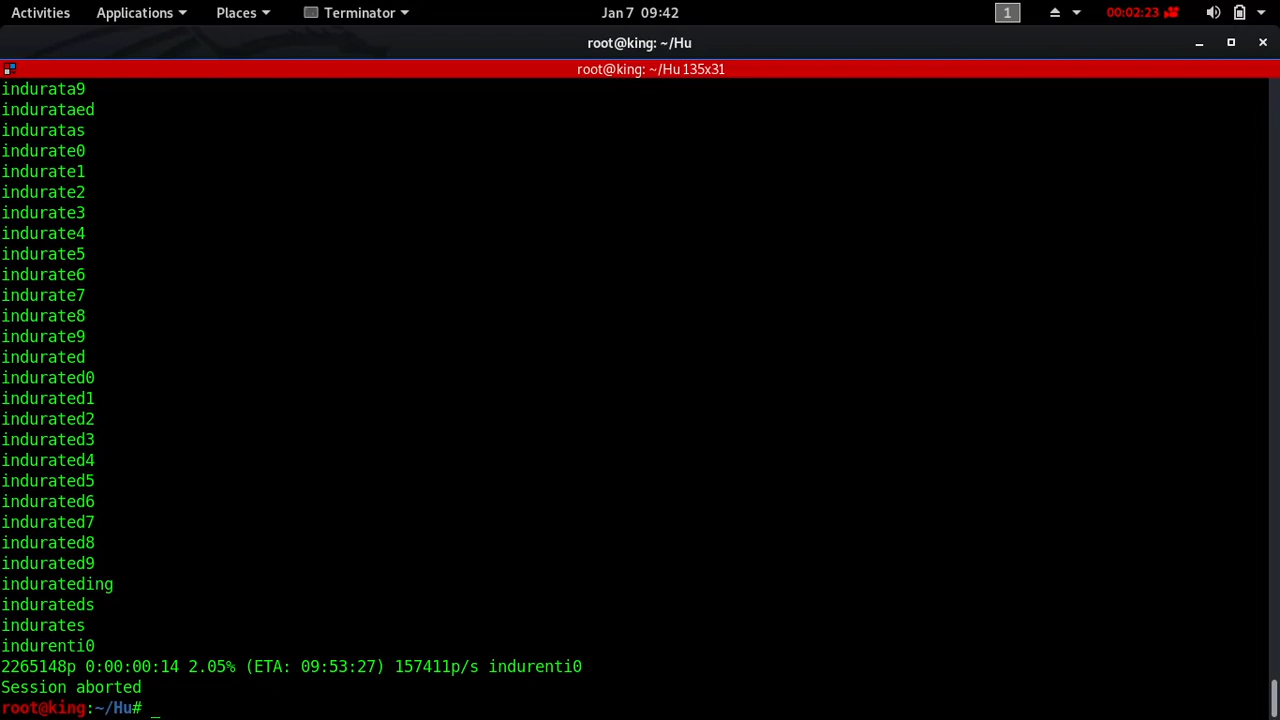 Activities Applications Places Terminator Jan 7 09:42 1 00:02:23
root@king: ~/Hu
root@king: ~/Hu 135x31
indurata9
indurataed
induratas
indurate0
indurate1
indurate2
indurate3
indurate4
indurate5
indurate6
indurate7
indurate8
indurate9
indurated
indurated0
indurated1
indurated2
indurated3
indurated4
indurated5
indurated6
indurated7
indurated8
indurated9
indurateding
indurateds
indurates
indurenti0
2265148p 0:00:00:14 2.05% (ETA: 09:53:27) 157411p/s indurenti0
Session aborted
root@king:~/Hu# _